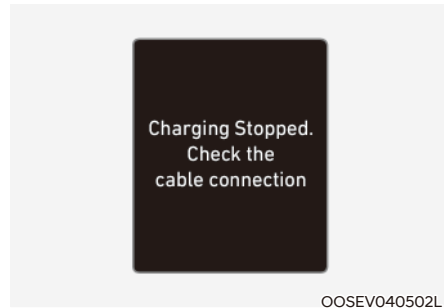 Charging Stopped.
Check the
cable connection
OOSEV040502L